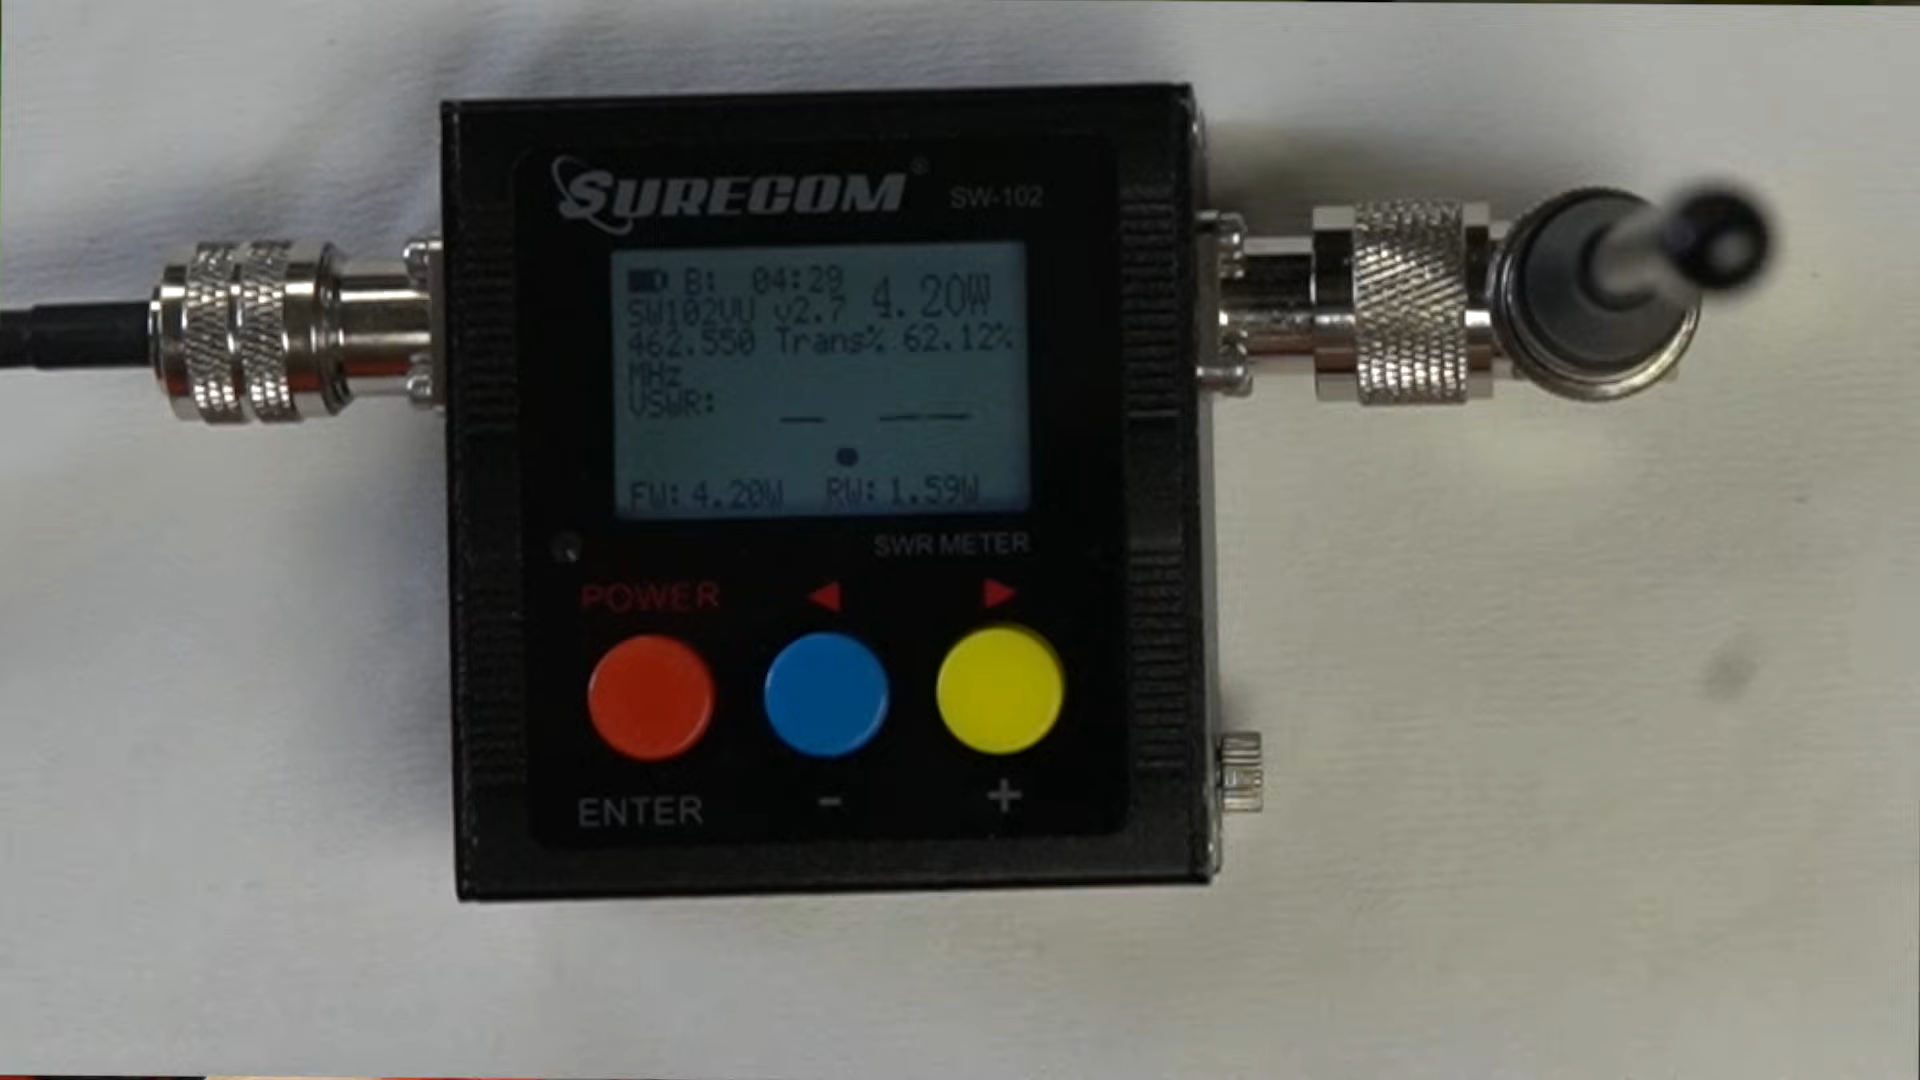 SURECOM® SW-102
B: 04:29 4.20W
SW102VU v2.7
462.550 Trans% 62.12%
MHz
VSWR: _ . _ _
FW: 4.20W RW: 1.59W
SWR METER
POWER ◀ ▶
ENTER - +